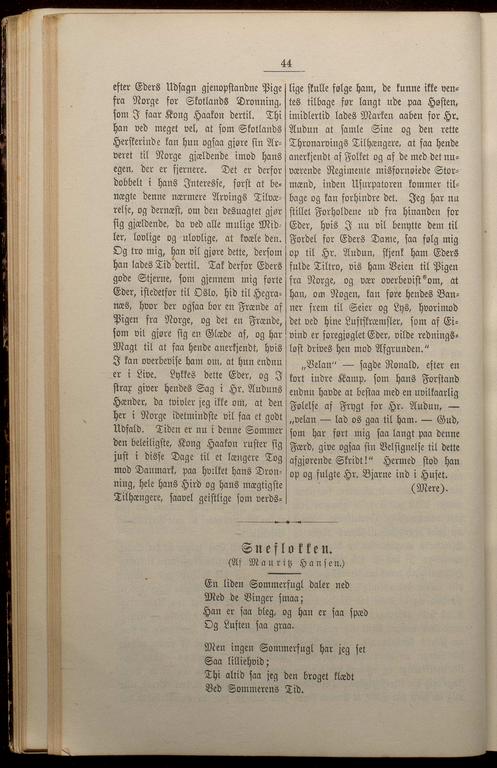 44
efter Eders Udsagn gjenopstandne Pige
fra Norge for Skotlands Dronning,
som I faar Kong Haakon dertil. Thi
han ved meget vel, at som Skotlands
Herskerinde kan hun ogsaa gjøre sin Ar-
veret til Norge gjældende imod hans
egen, der er fjernere. Det er derfor
dobbelt i hans Interesse, først at be-
nægte denne nærmere Arvings Tilvæ-
relse, og dernæst, om den desuagtet gjør
sig gjældende, da ved alle mulige Mid-
ler, lovlige og ulovlige, at kvæle den.
Og tro mig, han vil gjøre dette, dersom
han lades Tid dertil. Tak derfor Eders
gode Stjerne, som gjennem mig førte
Eder, istedetfor til Oslo, hid til Hegra-
næs, hvor der ogsaa bor en Frænde af
Pigen fra Norge, og det en Frænde,
som vil gjøre sig en Glæde af, og har
Magt til at faa hende anerkjendt, hvis
I kan overbevise ham om, at hun endnu
er i Live. Lykkes dette Eder, og I
strax giver hendes Sag i Hr. Auduns
Hænder, da tvivler jeg ikke om, at den
her i Norge idetmindste vil faa et godt
Udfald. Tiden er nu i denne Sommer
den beleiligste, Kong Haakon ruster sig
just i disse Dage til et længere Tog
mod Danmark, paa hvilket hans Dron-
ning, hele hans Hird og hans mægtigste
Tilhængere, saavel geistlige som verds-
lige skulle følge ham, de kunne ikke ven-
tes tilbage før langt ude paa Høsten,
imidlertid lades Marken aaben for Hr.
Audun at samle Sine og den rette
Thronarvings Tilhængere, at faa hende
anerkjendt af Folket og af de med det nu-
værende Regimente misfornøiede Stor-
mænd, inden Usurpatoren kommer til-
bage og kan forhindre det. Jeg har nu
stillet Forholdene ud fra hinanden for
Eder, hvis I nu vil benytte dem til
Fordel for Eders Dame, saa følg mig
op til Hr. Audun, skjenk ham Eders
fulde Tiltro, vis ham Veien til Pigen
fra Norge, og vær overbevist om, at
han, om Nogen, kan føre hendes Ban-
ner frem til Seier og Lys, hvorimod
det ved hine Luftskræmsler, som af Ei-
vind er foregjøglet Eder, vilde rednings-
løst drives hen mod Afgrunden."
„Velan" — sagde Ronald, efter en
kort indre Kamp, som hans Forstand
endnu havde at bestaa med en uvilkaarlig
Følelse af Frygt for Hr. Audun, —
„velan — lad os gaa til ham. — Gud,
som har ført mig saa langt paa denne
Færd, give ogsaa sin Velsignelse til dette
afgjørende Skridt!" Hermed stod han
op og fulgte Hr. Bjarne ind i Huset.
(Mere).
Sneflokken.
(Af Mauritz Hansen.)
En liden Sommerfugl daler ned
Med de Vinger smaa;
Han er saa bleg, og han er saa spæd
Og Luften saa graa.
Men ingen Sommerfugl har jeg set
Saa lilliehvid;
Thi altid saa jeg den broget klædt
Ved Sommerens Tid.